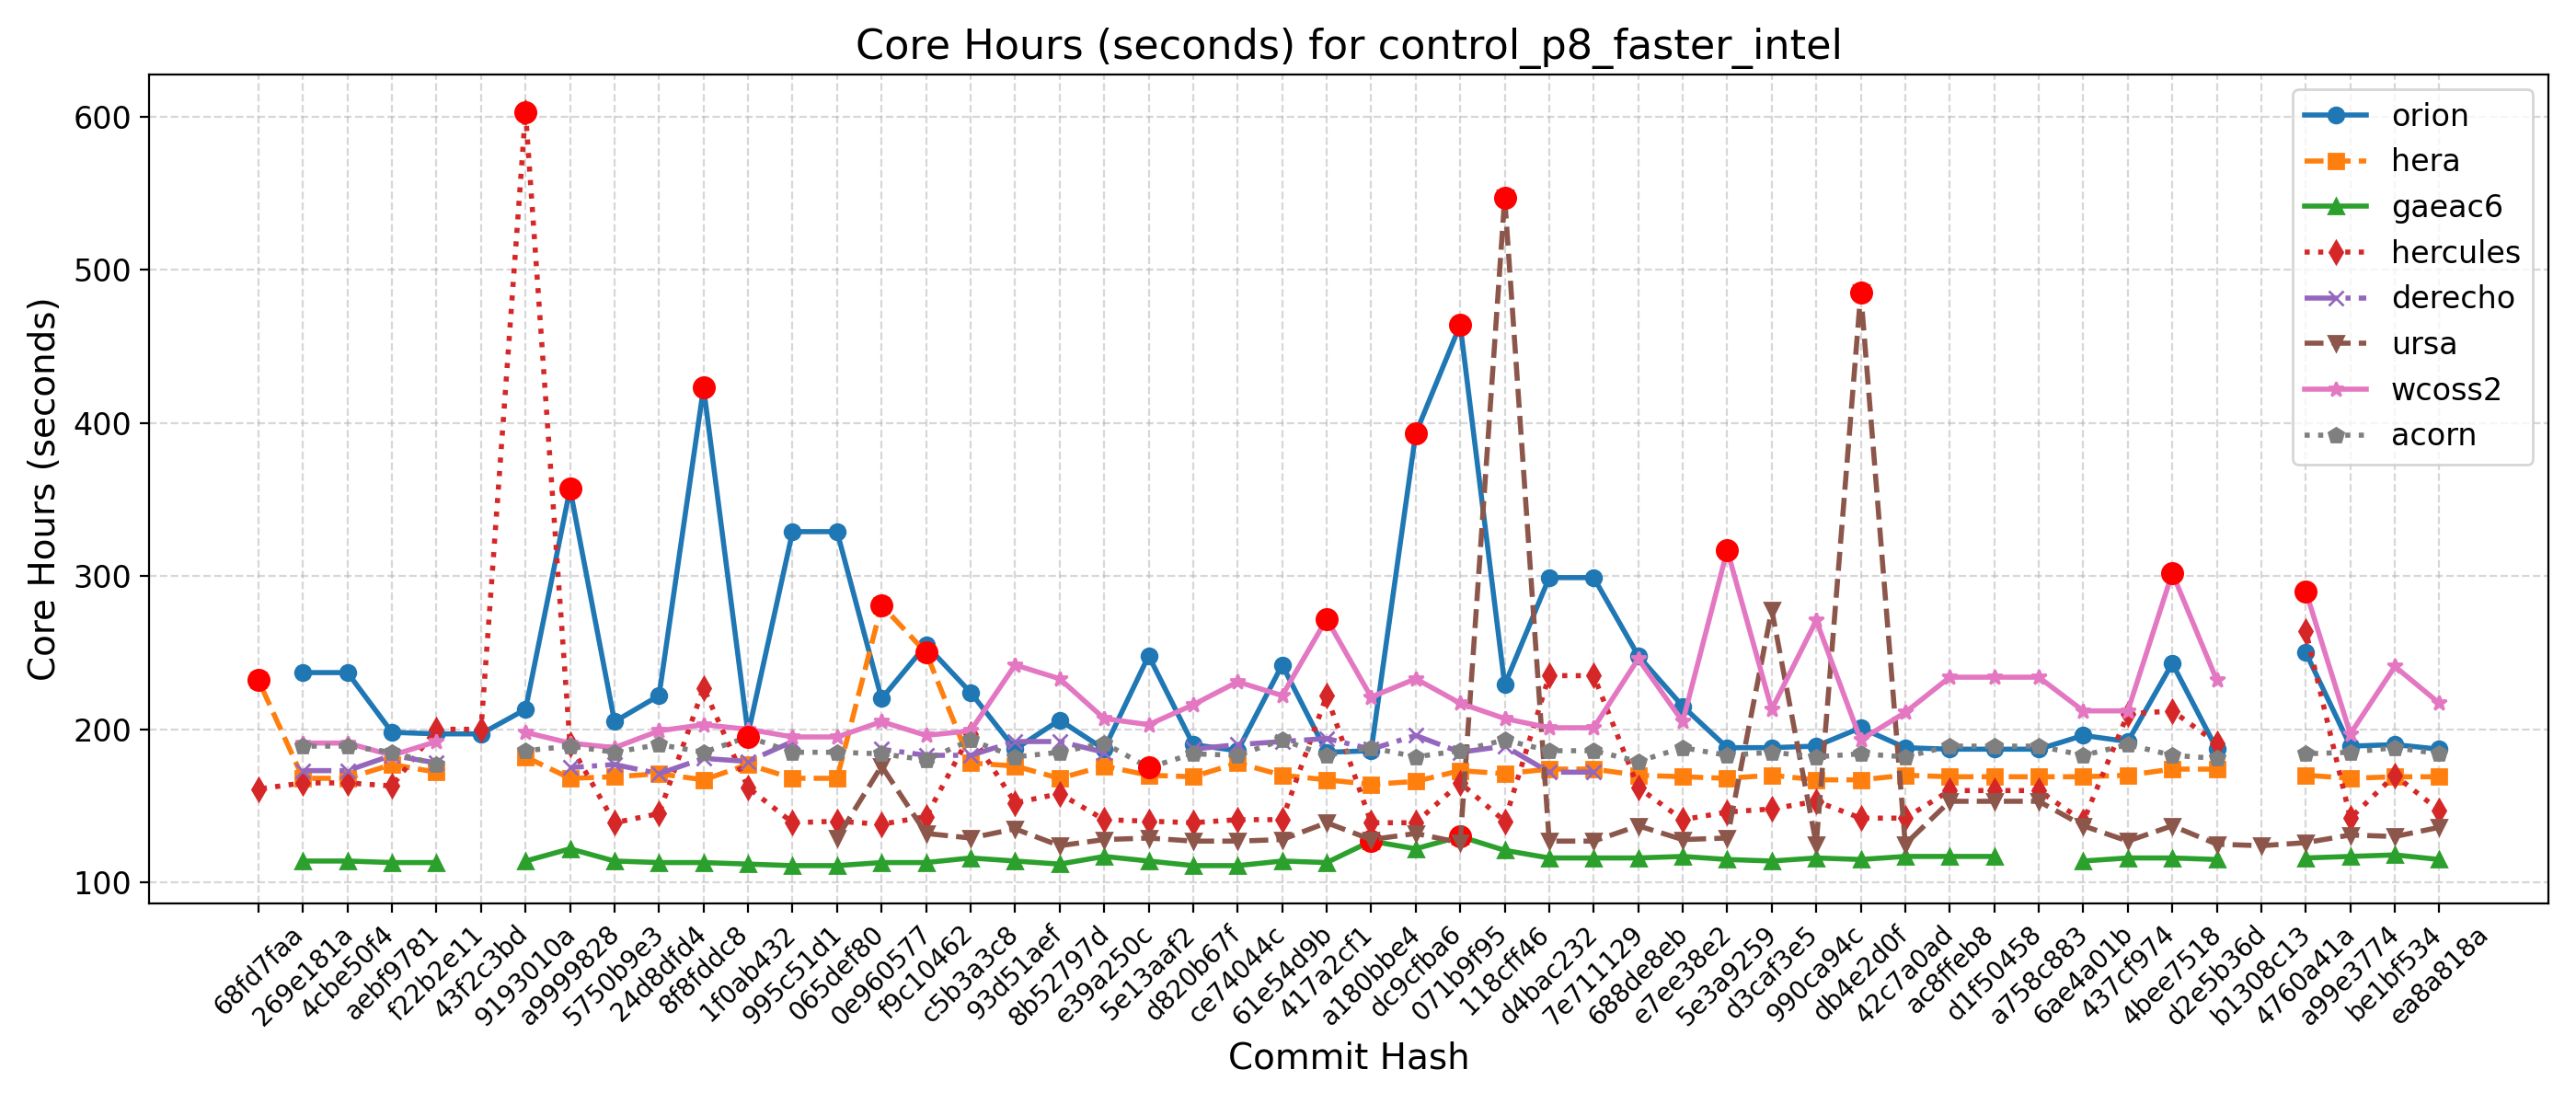 Core Hours (seconds) for control_p8_faster_intel
Core Hours (seconds)
600
500
400
300
200
100
orion
hera
gaeac6
hercules
derecho
ursa
wcoss2
acorn
68fd7faa
269e181a
4cbe50f4
aebf9781
f22b2e11
43f2c3bd
9193010a
a9999828
5750b9e3
24d8dfd4
8f8fddc8
1f0ab432
995c51d1
065def80
0e960577
f9c10462
c5b3a3c8
93d51aef
8b52797d
e39a250c
5e13aaf2
d820b67f
ce74044c
61e54d9b
417a2cf1
a180bbe4
dc9cfba6
071b9f95
118cff46
d4bac232
7e711129
688de8eb
e7ee38e2
5e3a9259
d3caf3e5
990ca94c
db4e2d0f
42c7a0ad
ac8ffeb8
d1f50458
a758c883
6ae4a01b
437cf974
4bee7518
d2e5b36d
b1308c13
4760a41a
a99e3774
be1bf534
ea8a818a
Commit Hash